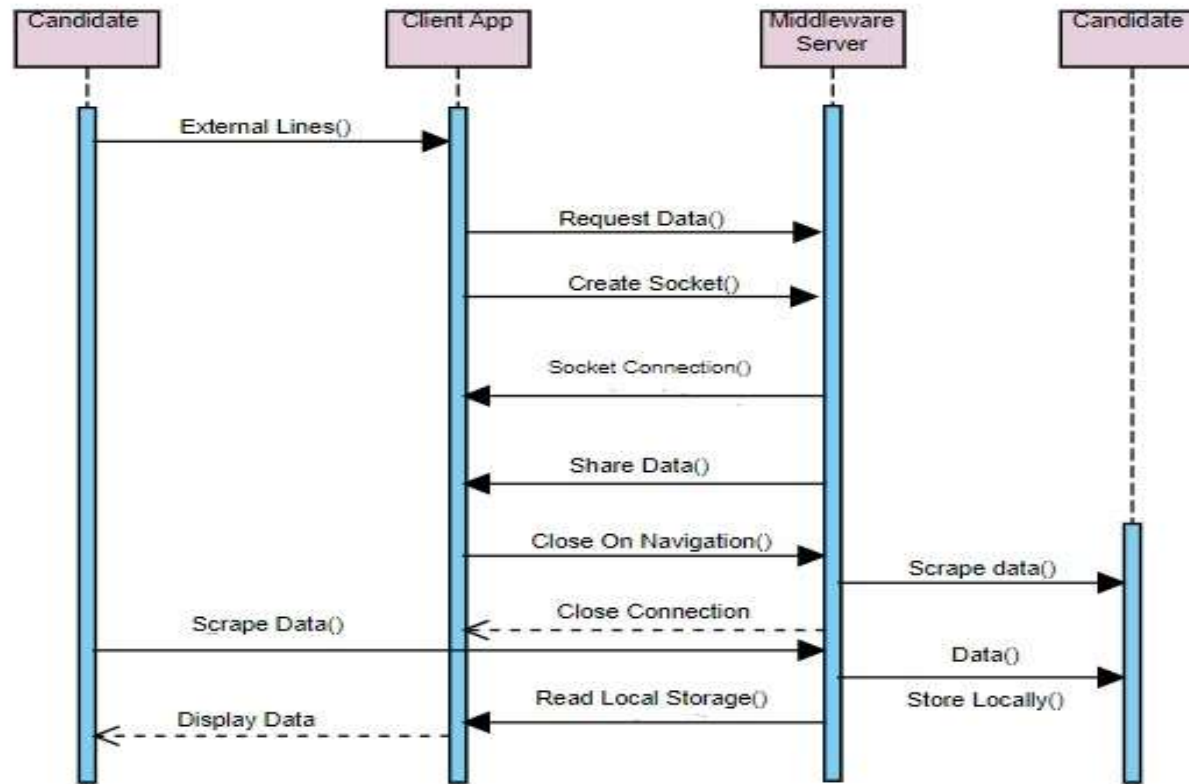 Candidate
Client App
Middleware
Server
Candidate
External Lines()
Request Data()
Create Socket()
Socket Connection()
Share Data()
Close On Navigation()
Scrape data()
Close Connection
Scrape Data()
Data()
Read Local Storage()
Store Locally()
Display Data